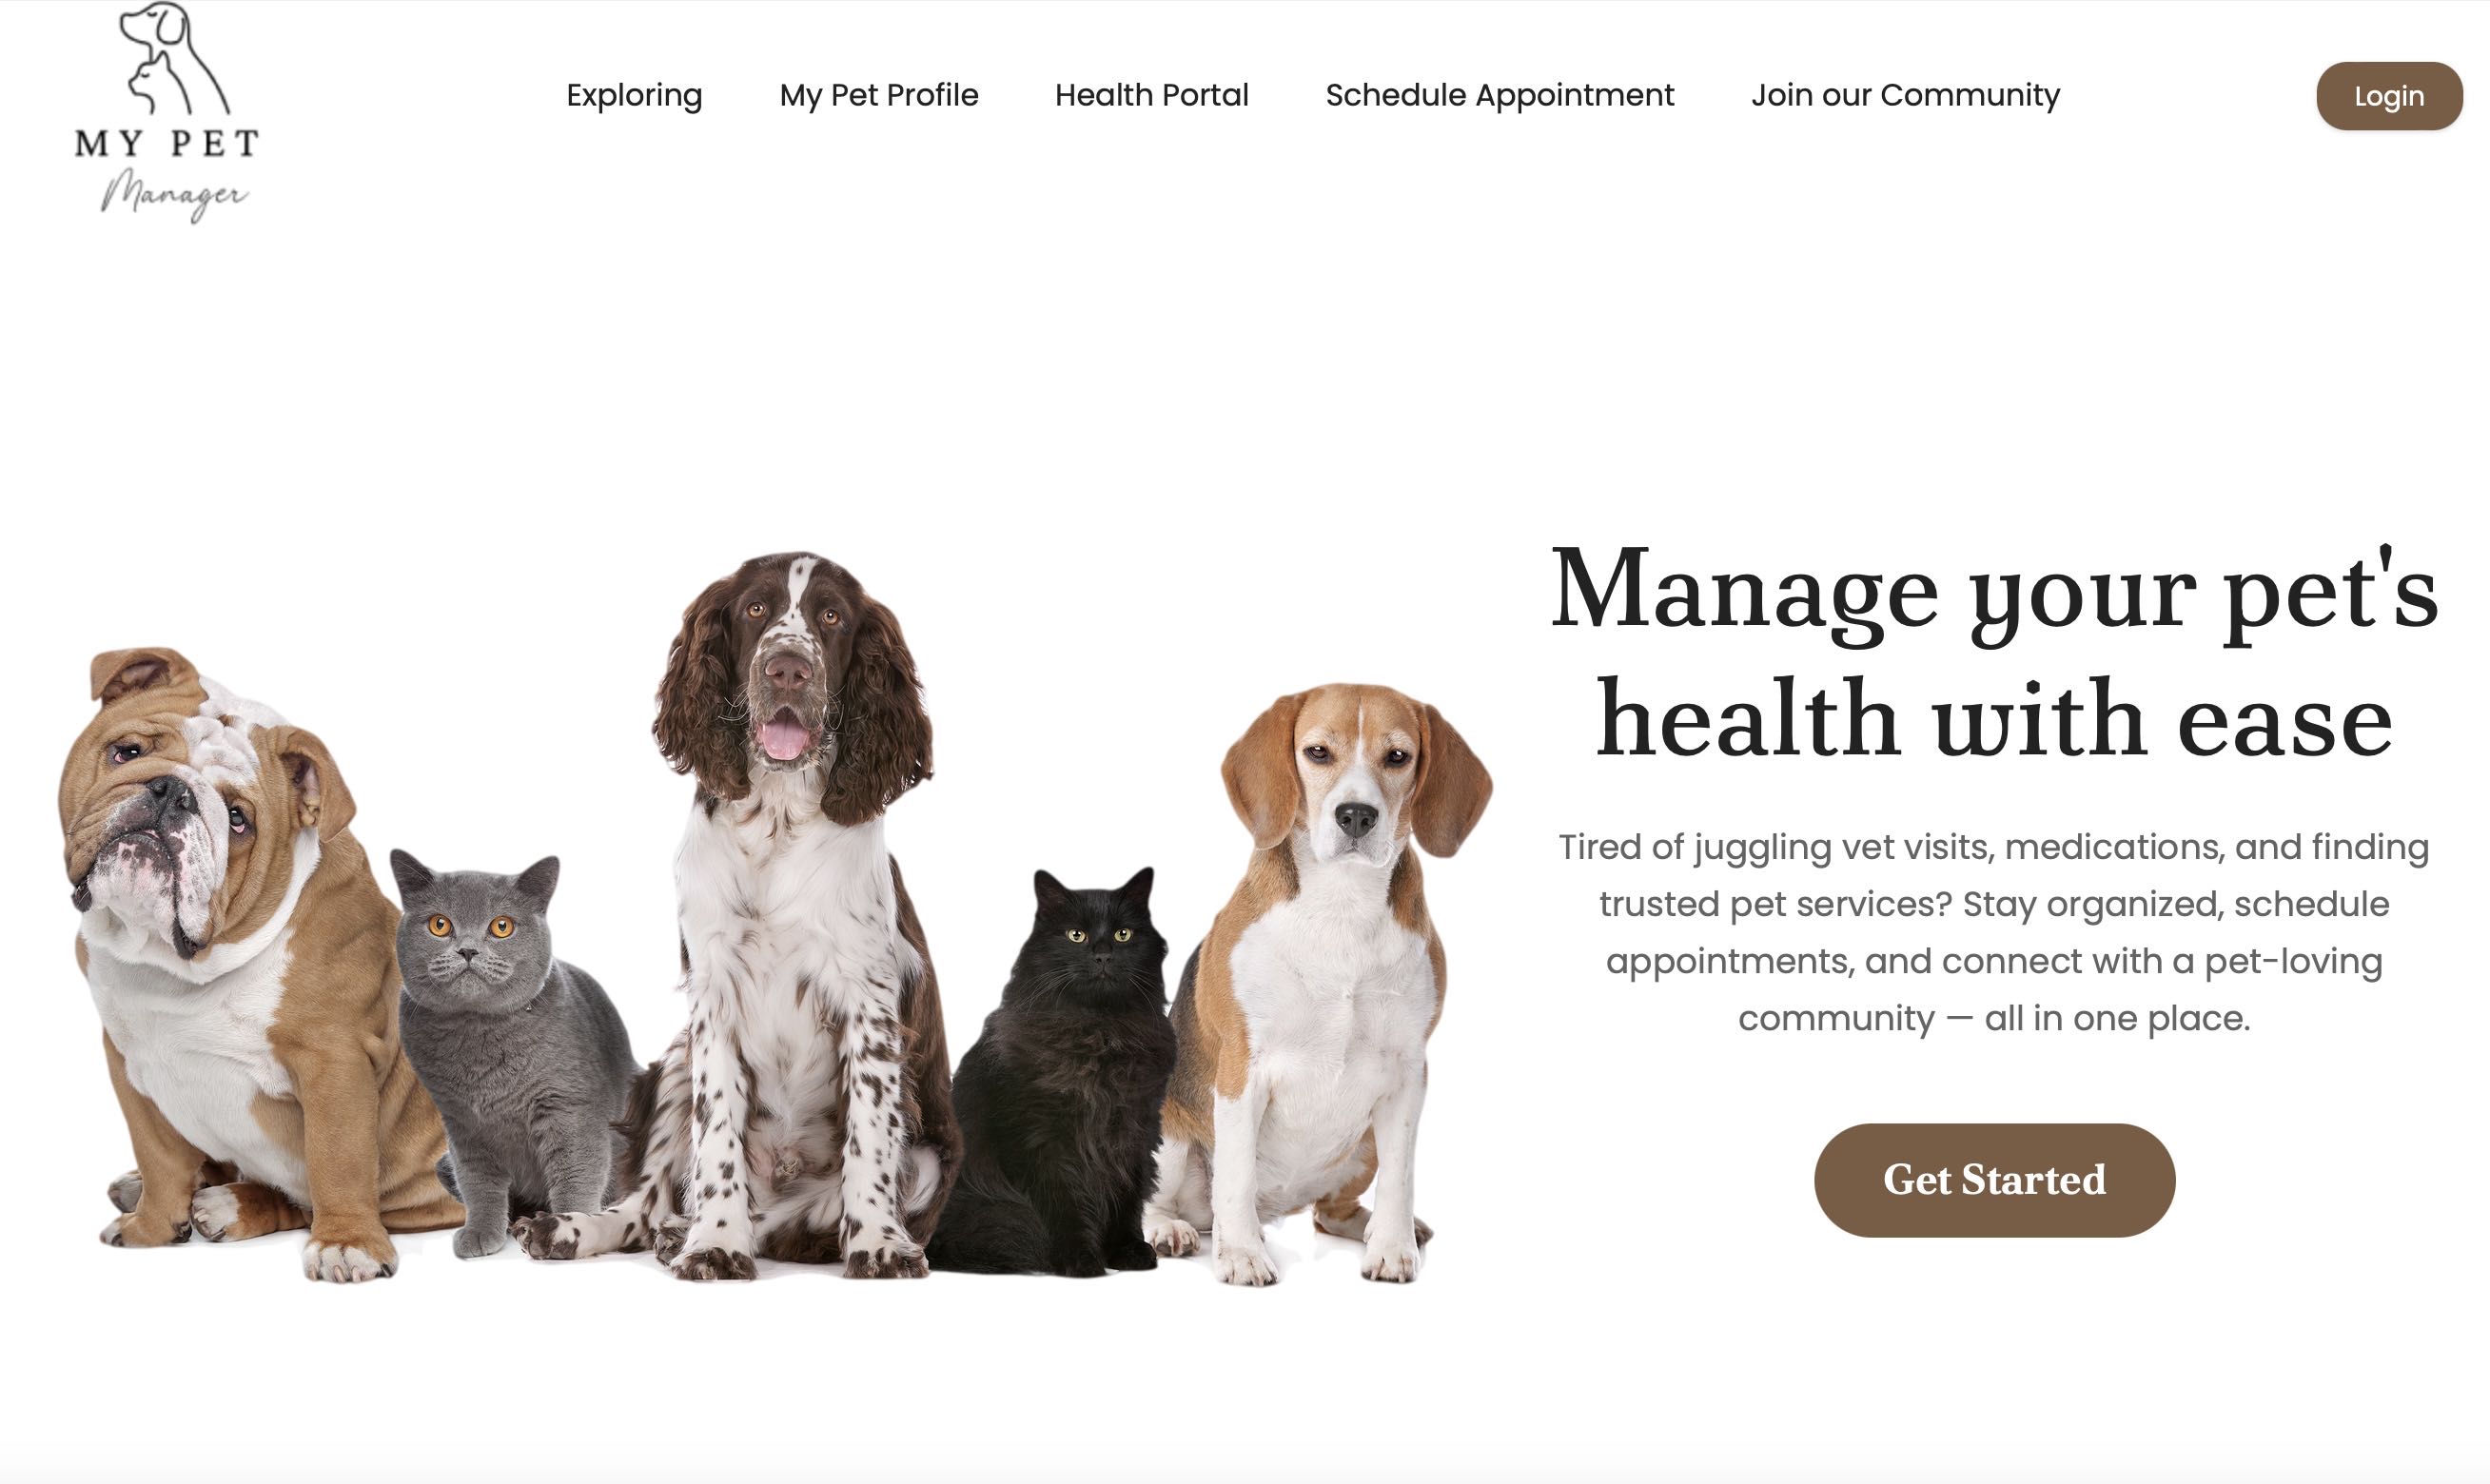 MY PET
Manager
Exploring
My Pet Profile
Health Portal
Schedule Appointment
Join our Community
Login
Manage your pet's
health with ease
Tired of juggling vet visits, medications, and finding
trusted pet services? Stay organized, schedule
appointments, and connect with a pet-loving
community — all in one place.
Get Started